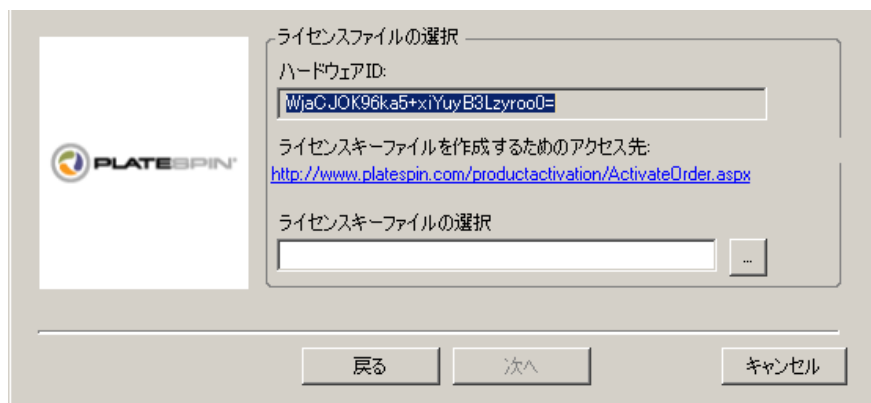 ライセンスファイルの選択
ハードウェアID:
WjaCJOK96ka5+xiYuyB3Lzyroo0=
ライセンスキーファイルを作成するためのアクセス先:
http://www.platespin.com/productactivation/ActivateOrder.aspx
PLATESPIN
ライセンスキーファイルの選択
...
戻る
次へ
キャンセル